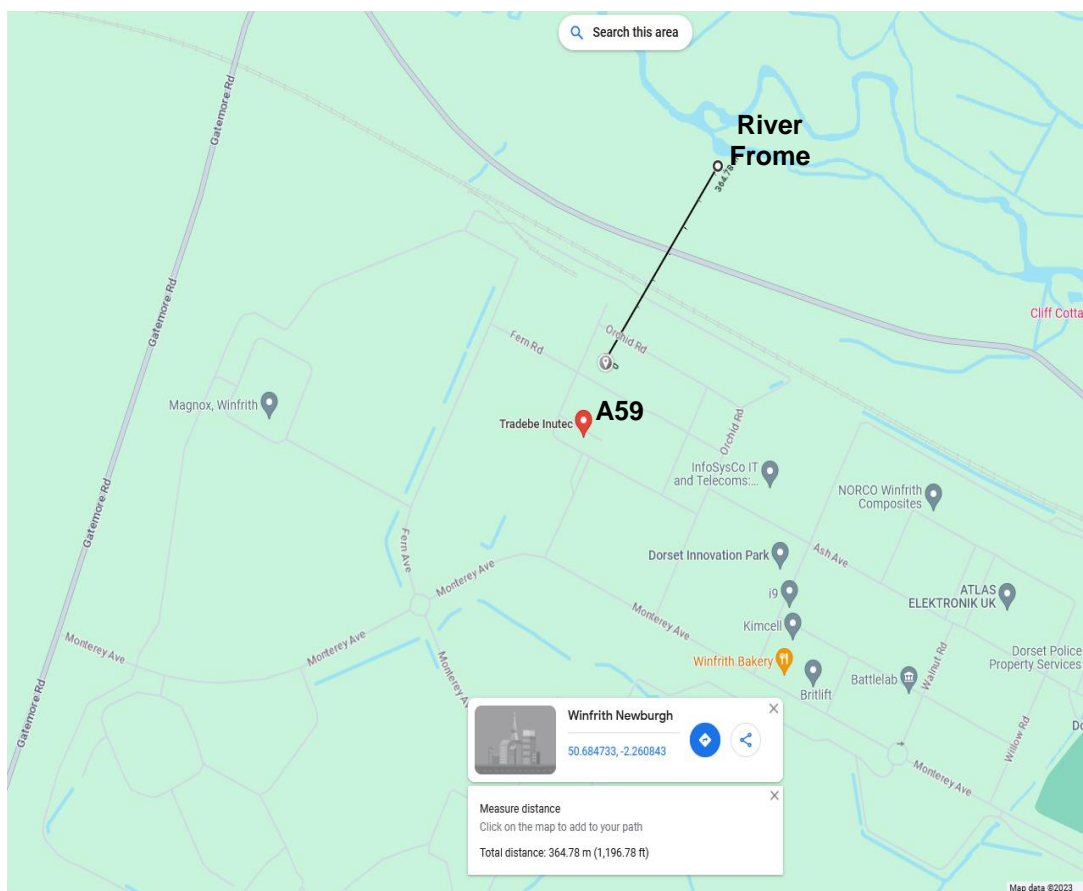 Search this area
River
Frome
Gatemore Rd
364.78
Gatemore Rd
Cliff Cotta
Orchid Rd
Fern Rd
0
Magnox, Winfrith
A59
Tradebe Inutec
Orchid Rd
InfoSysCo IT
and Telecoms:...
NORCO Winfrith
Composites
Gatemore Rd
Fern Ave
Ash Ave
Dorset Innovation Park
Monterey Ave
i9
ATLAS
ELEKTRONIK UK
Monterey Ave
Kimcell
Monterey Ave
Monterey Ave
Winfrith Bakery
Dorset Police
Property Services
Walnut Rd
Battlelab
Britlift
Monterey Av
Gatemore Rd
Willow Rd
Do
Monterey Ave
Winfrith Newburgh
50.684733, -2.260843
Measure distance
Click on the map to add to your path
Total distance: 364.78 m (1,196.78 ft)
Map data ©2023